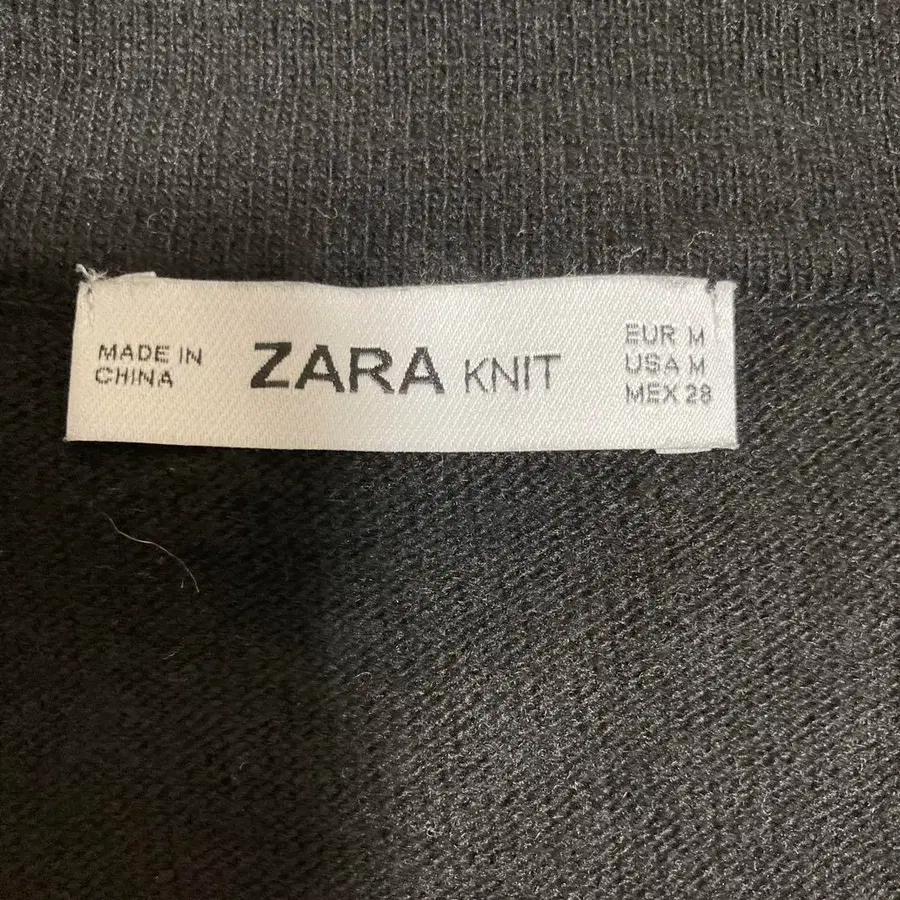 MADE IN
CHINA
ZARA KNIT
EUR M
USA M
MEX 28